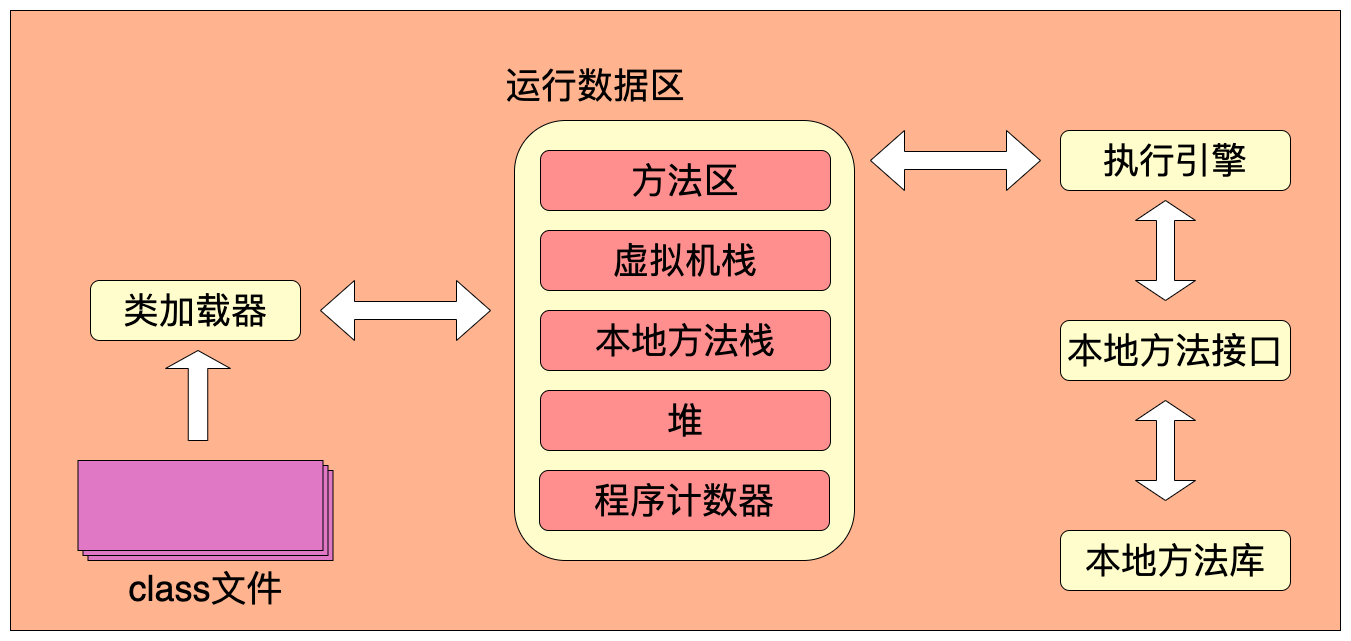 运行数据区
方法区
虚拟机栈
本地方法栈
堆
程序计数器
类加载器
class文件
执行引擎
本地方法接口
本地方法库